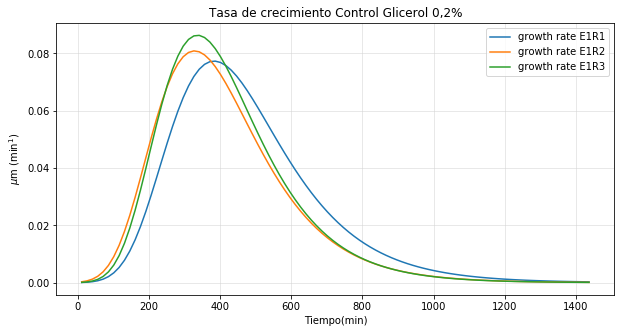 Tasa de crecimiento Control Glicerol 0,2%
growth rate E1R1
growth rate E1R2
growth rate E1R3
μm (min¹)
0.08
0.06
0.04
0.02
0.00
0 200 400 600 800 1000 1200 1400
Tiempo(min)